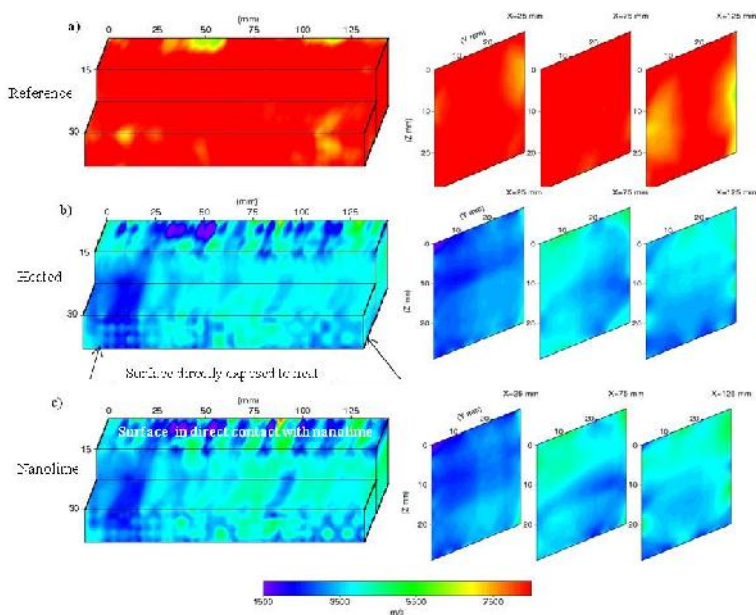 (mm)
0 25 50 75 100 125
X=25 mm X=75 mm X=125 mm
a)
(Y mm)
10 20
15
Reference
30
0 10 20
(Z mm)
(mm)
0 25 50 75 100 125
X=25 mm X=75 mm X=125 mm
b)
(Y mm)
10 20
15
Heated
30
0 10 20
(Z mm)
Surface directly exposed to heat
c)
(mm)
0 25 50 75 100 125
X=75 mm X=125 mm
Surface in direct contact with nanolime
(Y mm)
10 20
15
Nanolime
30
0 10 20
(Z mm)
1500 3500 5500 7500
m/s